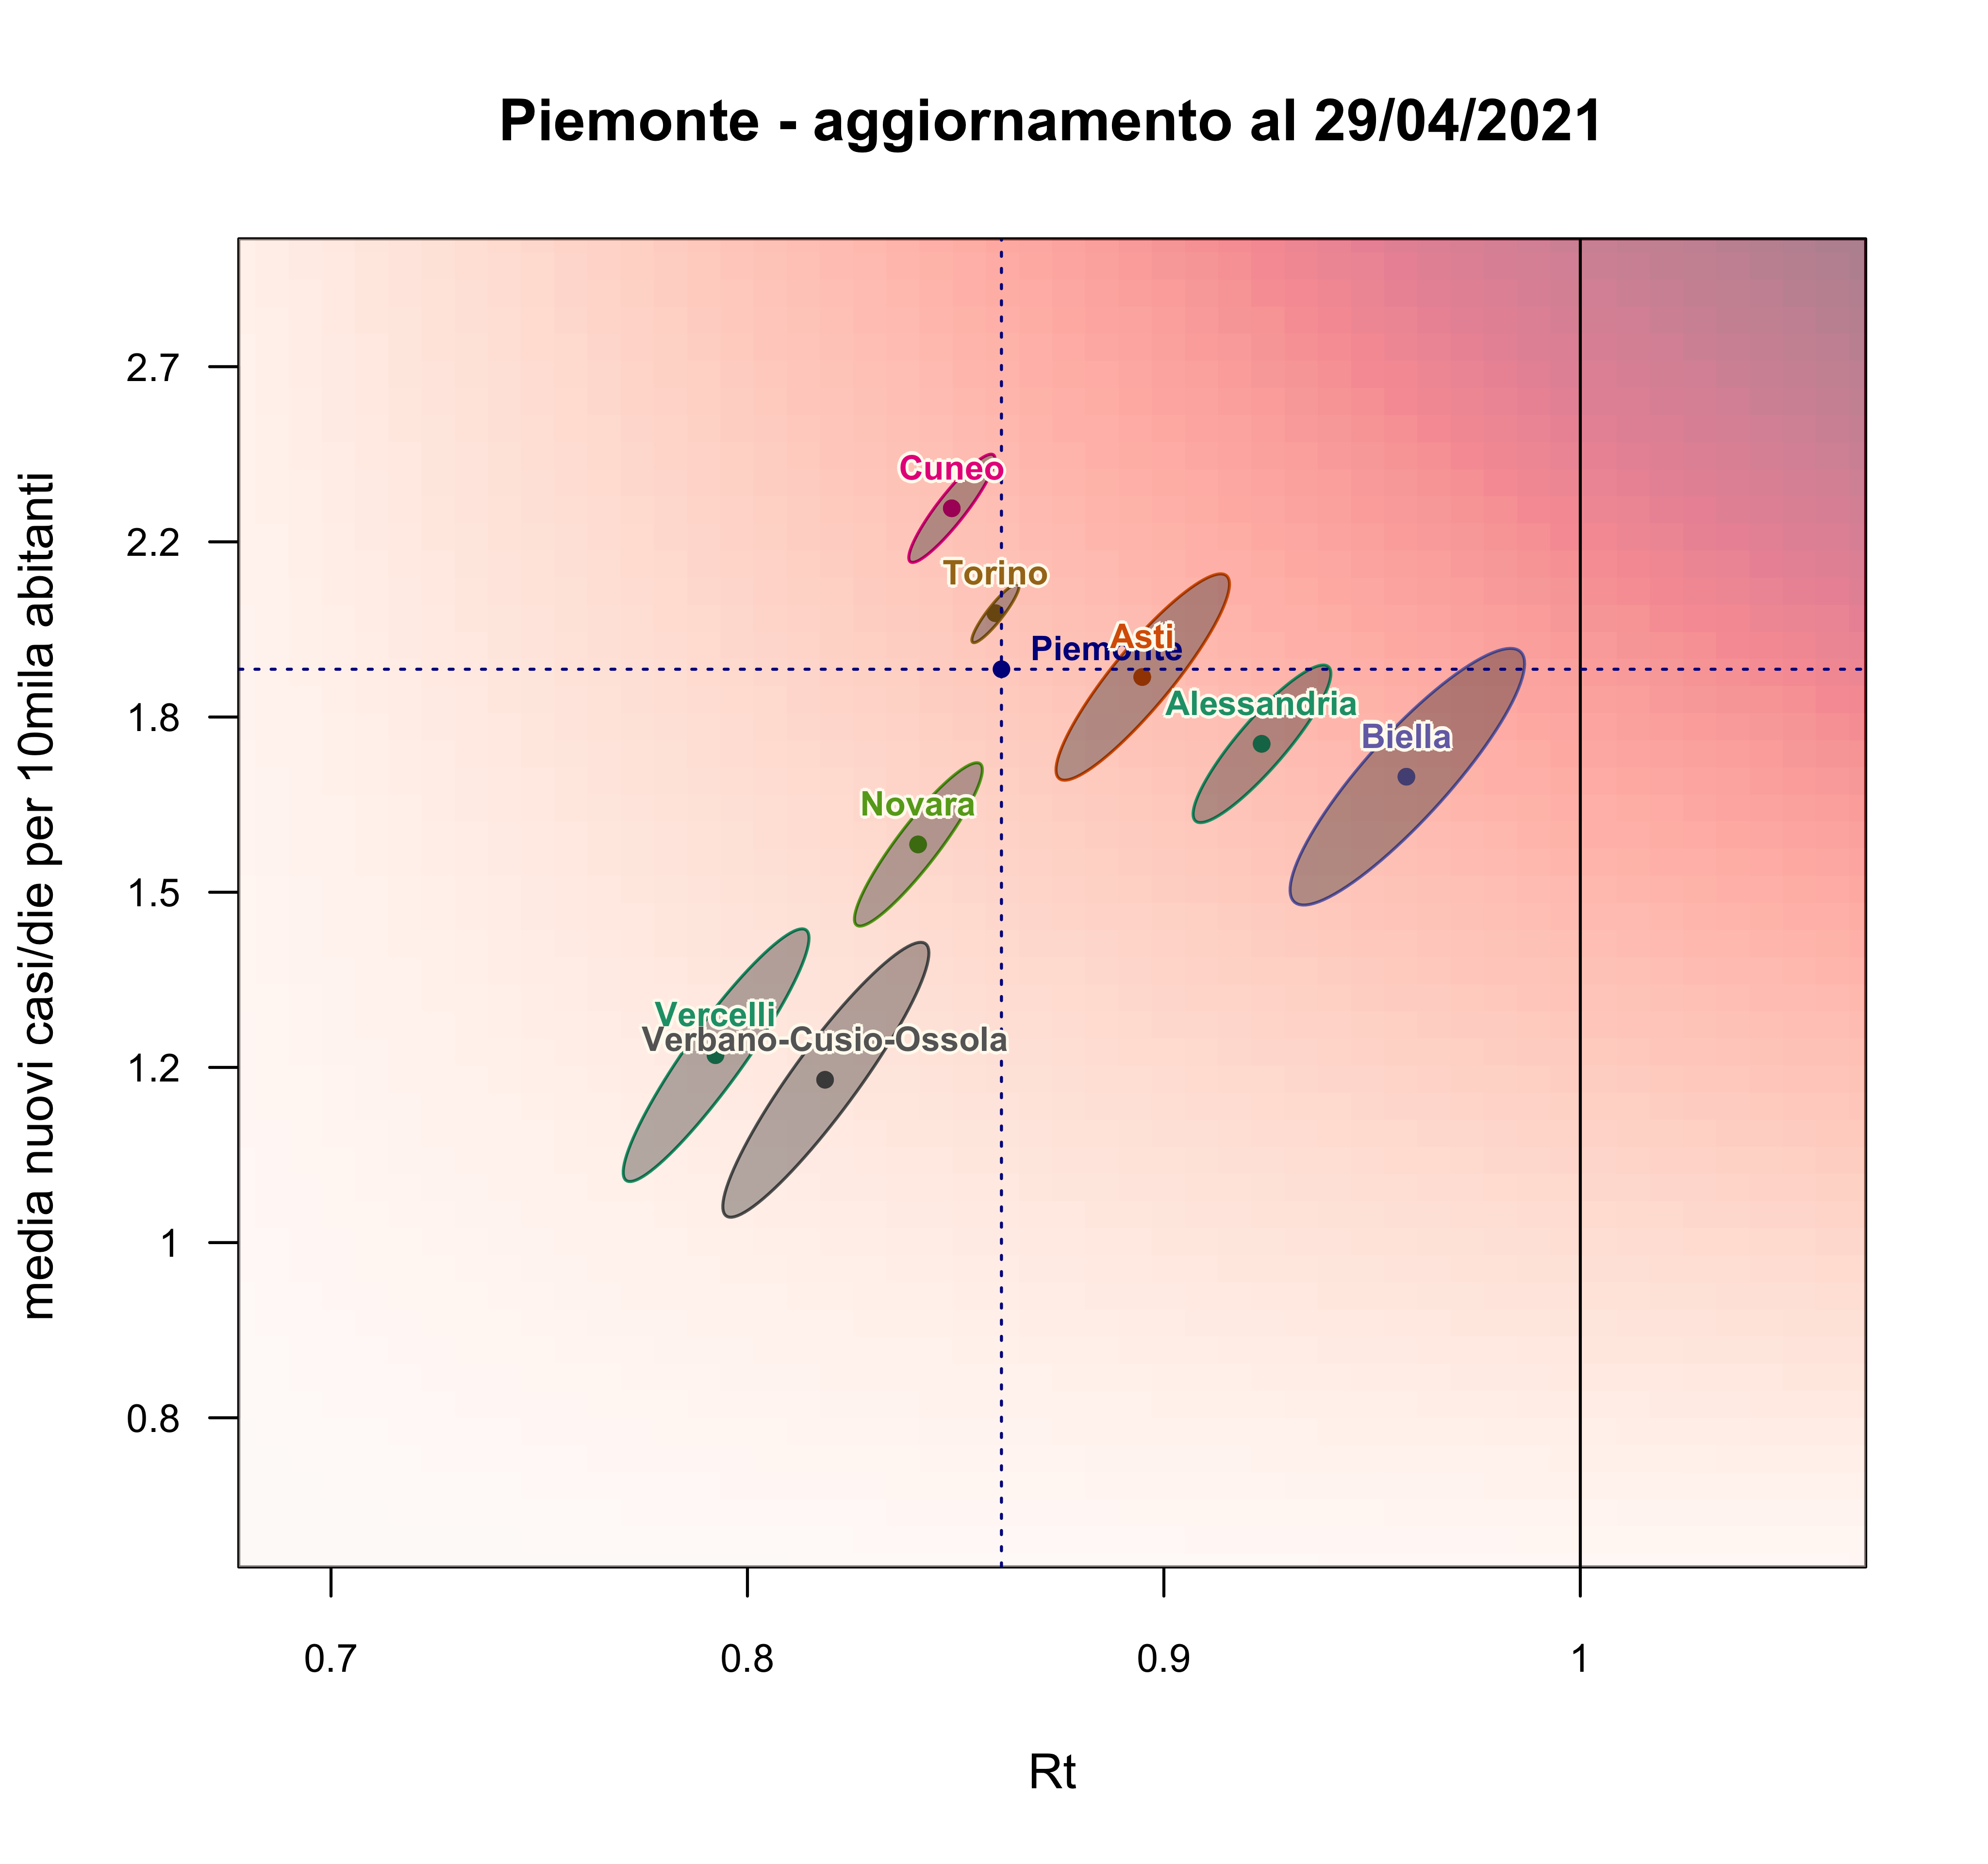 Piemonte - aggiornamento al 29/04/2021
media nuovi casi/die per 10mila abitanti
2.7
2.2
1.8
1.5
1.2
1
0.8
Cuneo
Torino
Asti
Piemonte
Alessandria
Biella
Novara
Vercelli
Verbano-Cusio-Ossola
0.7 0.8 0.9 1
Rt